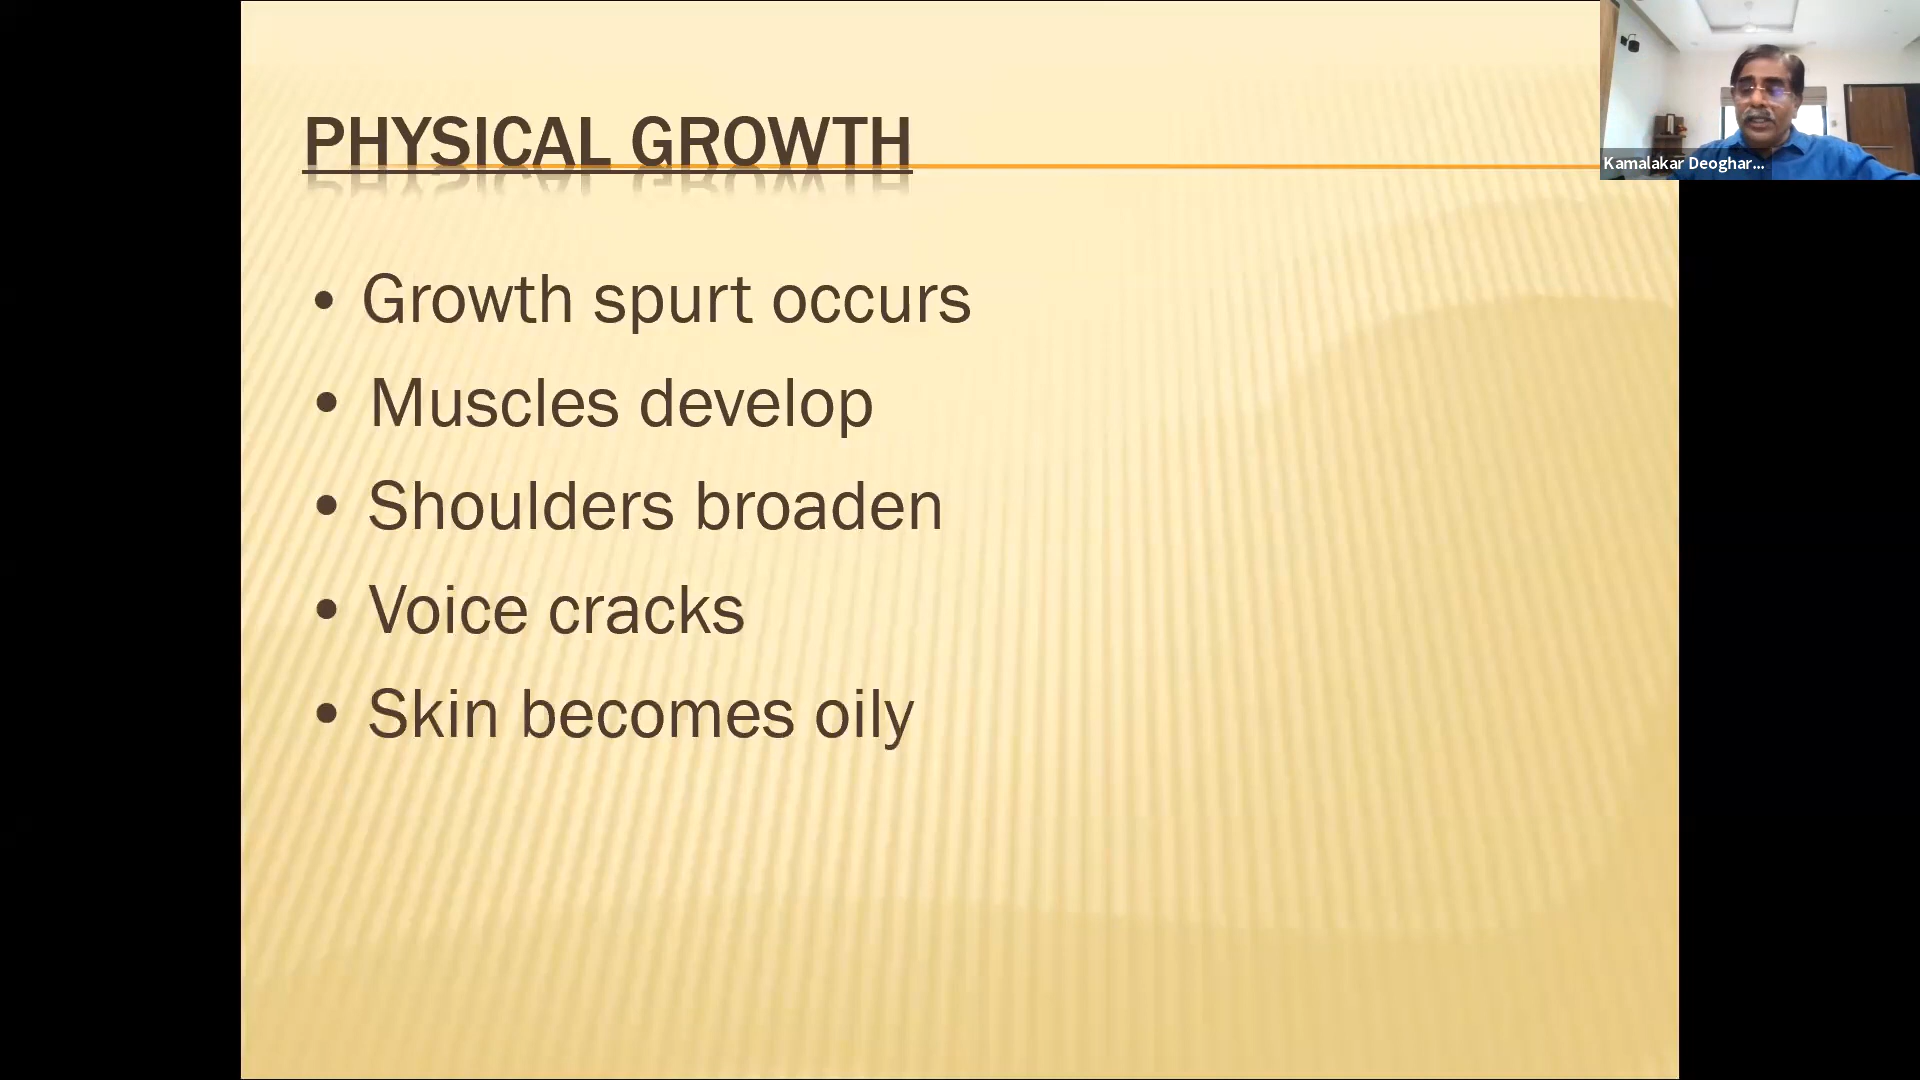 PHYSICAL GROWTH
Kamalakar Deoghar...
• Growth spurt occurs
• Muscles develop
• Shoulders broaden
• Voice cracks
• Skin becomes oily